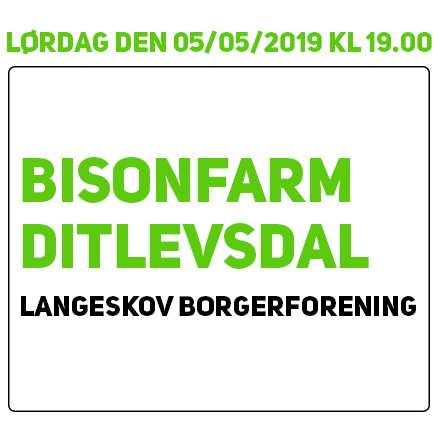 LØRDAG DEN 05/05/2019 KL 19.00
BISONFARM
DITLEVSDAL
LANGESKOV BORGERFORENING